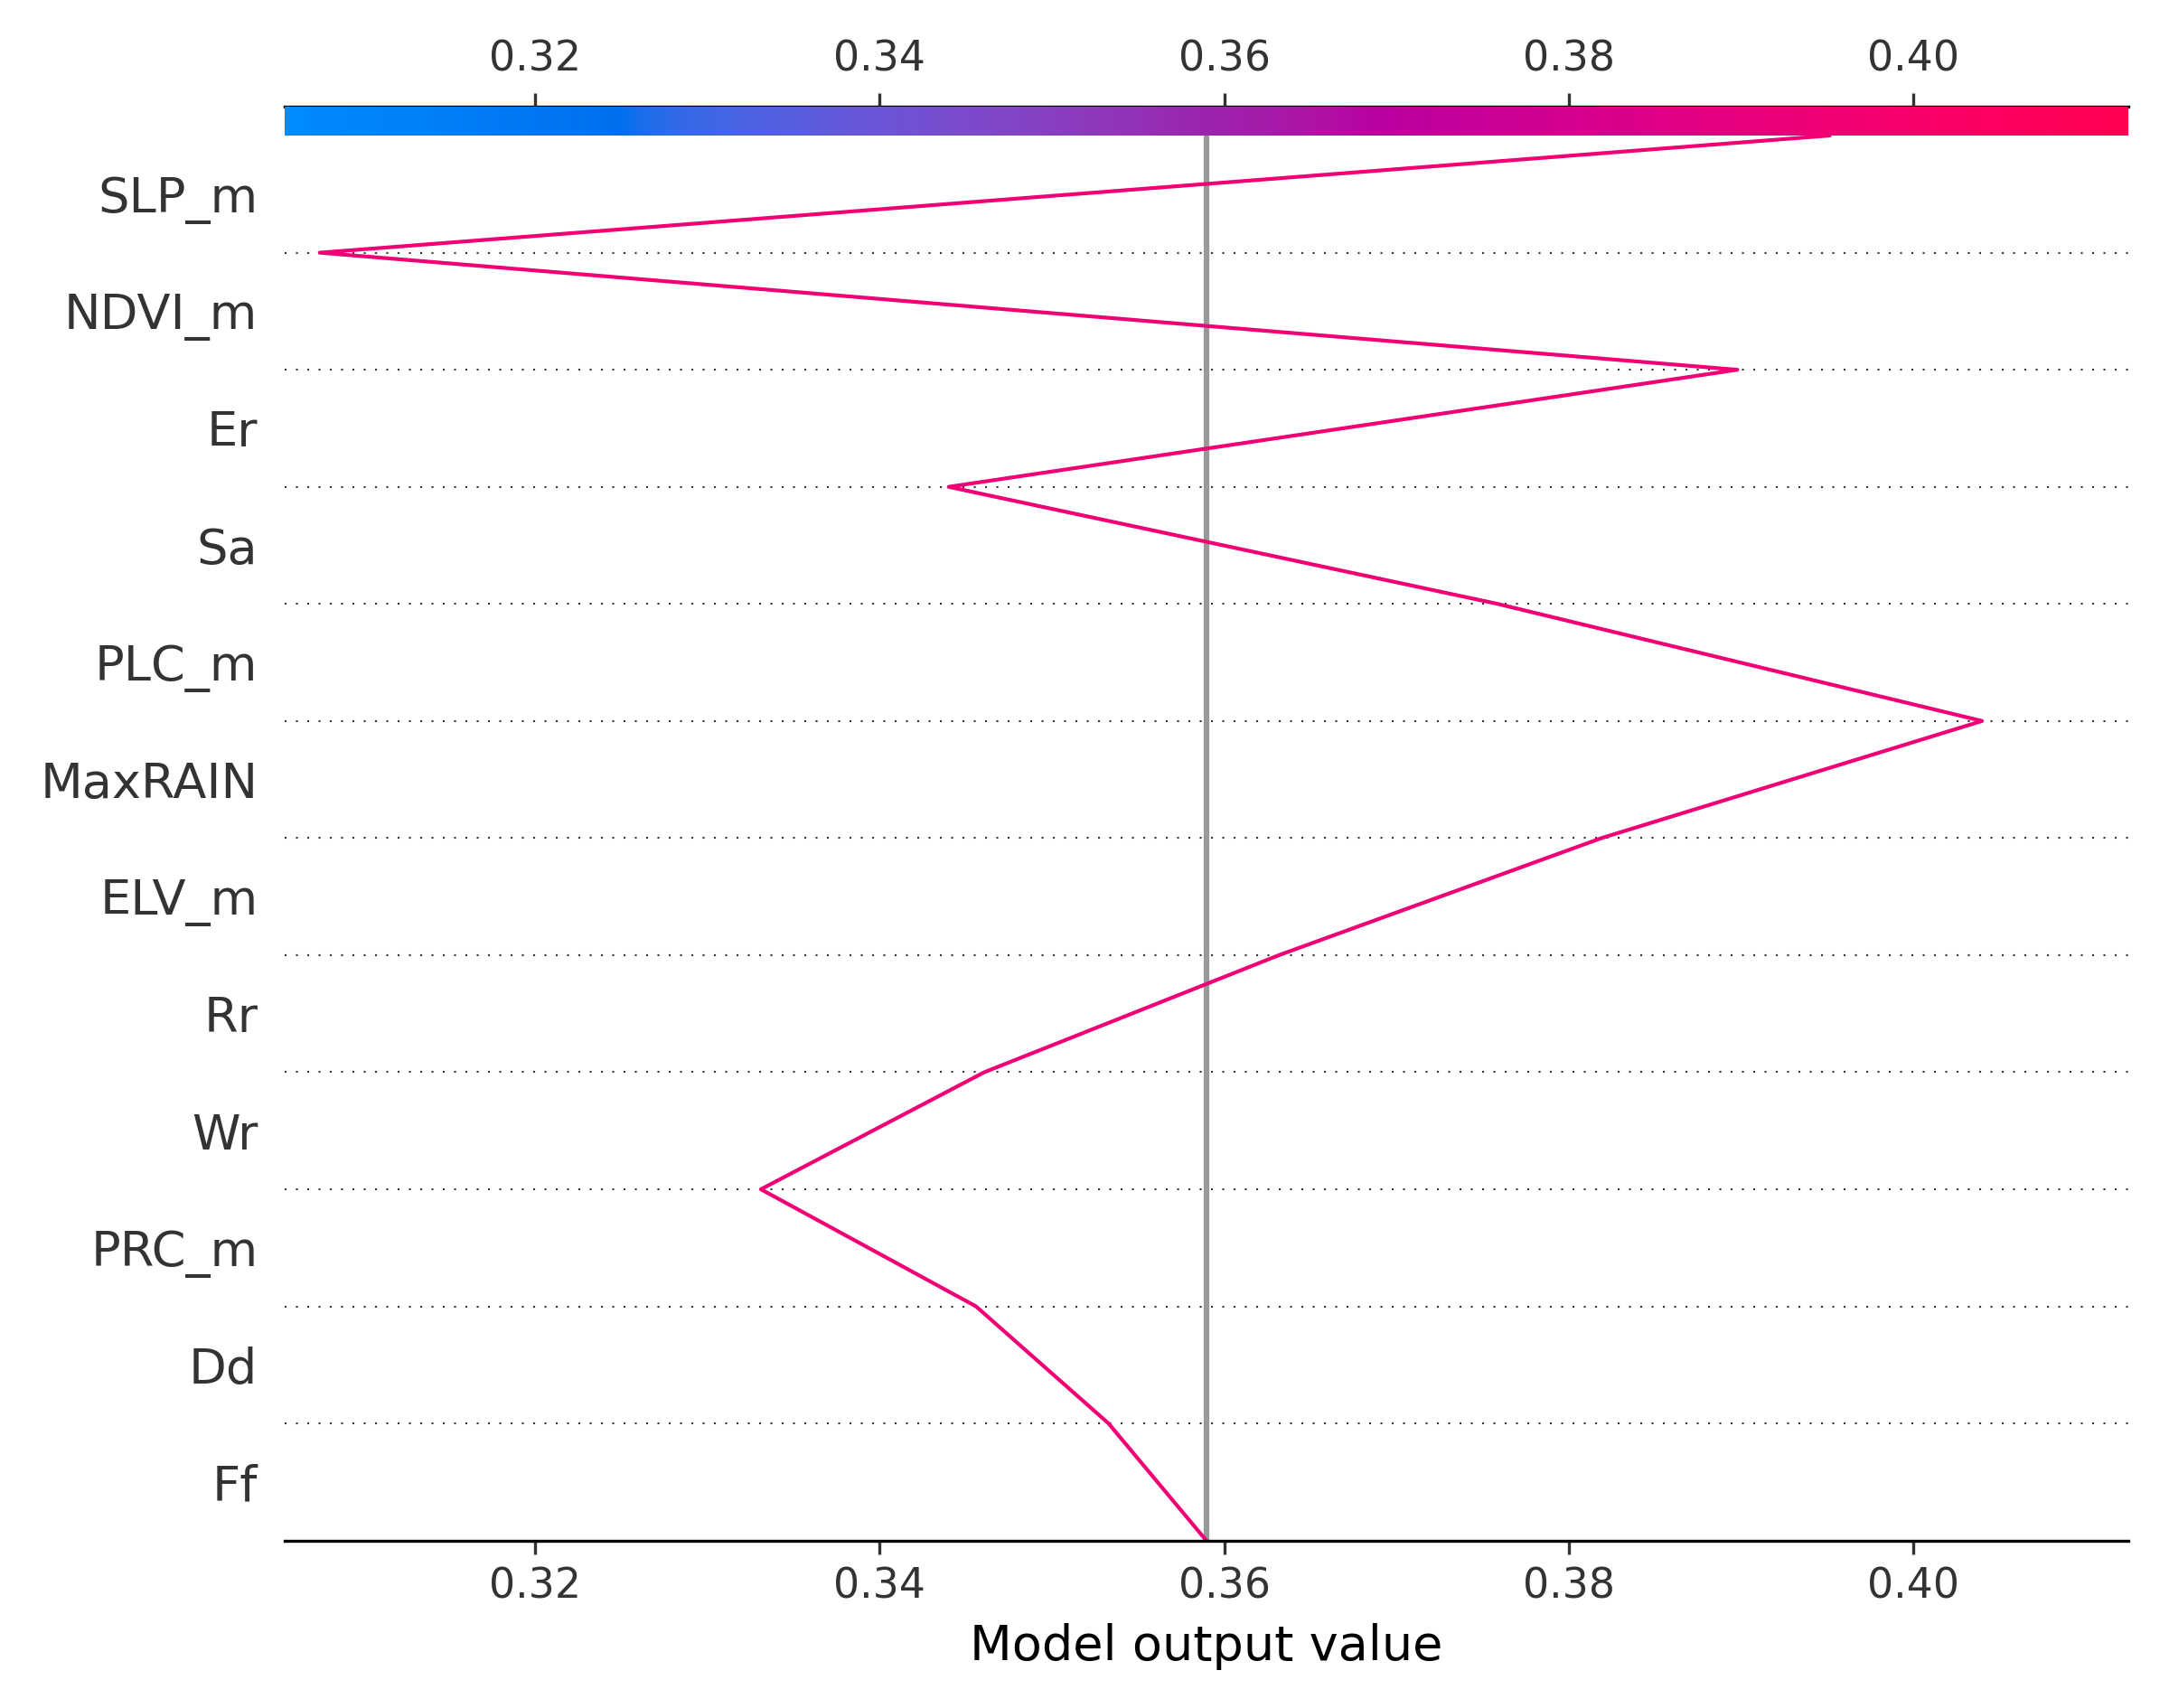 0.32 0.34 0.36 0.38 0.40
SLP_m
NDVI_m
Er
Sa
PLC_m
MaxRAIN
ELV_m
Rr
Wr
PRC_m
Dd
Ff
0.32 0.34 0.36 0.38 0.40
Model output value